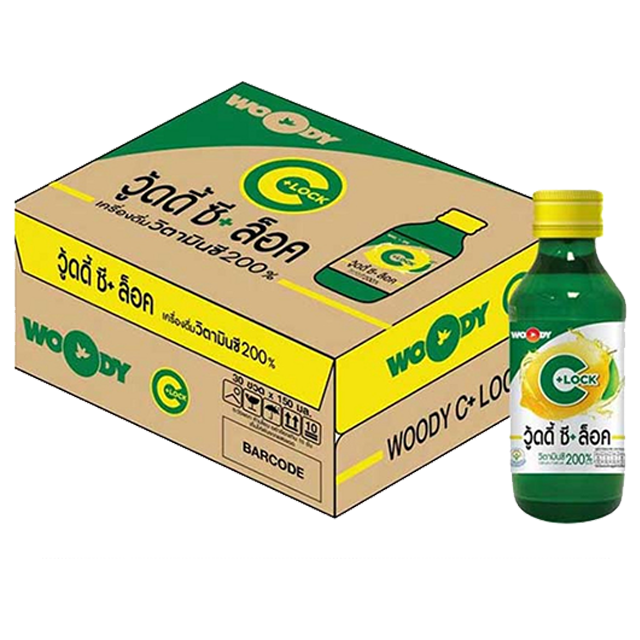 WOODY
C+LOCK
วู้ดดี้ ซี+ ล็อค
เครื่องดื่มวิตามินซี200%
C+LOCK
วู้ดดี้ ซี+ ล็อค เครื่องดื่มวิตามินซี200%
WOODY
C+LOCK
30 ขวด x 150 มล.
10
BARCODE
WOODY
WOODY C+ LOC
WOODY
C+LOCK
วู้ดดี้ ซี+ ล็อค
วิตามินซี 200%